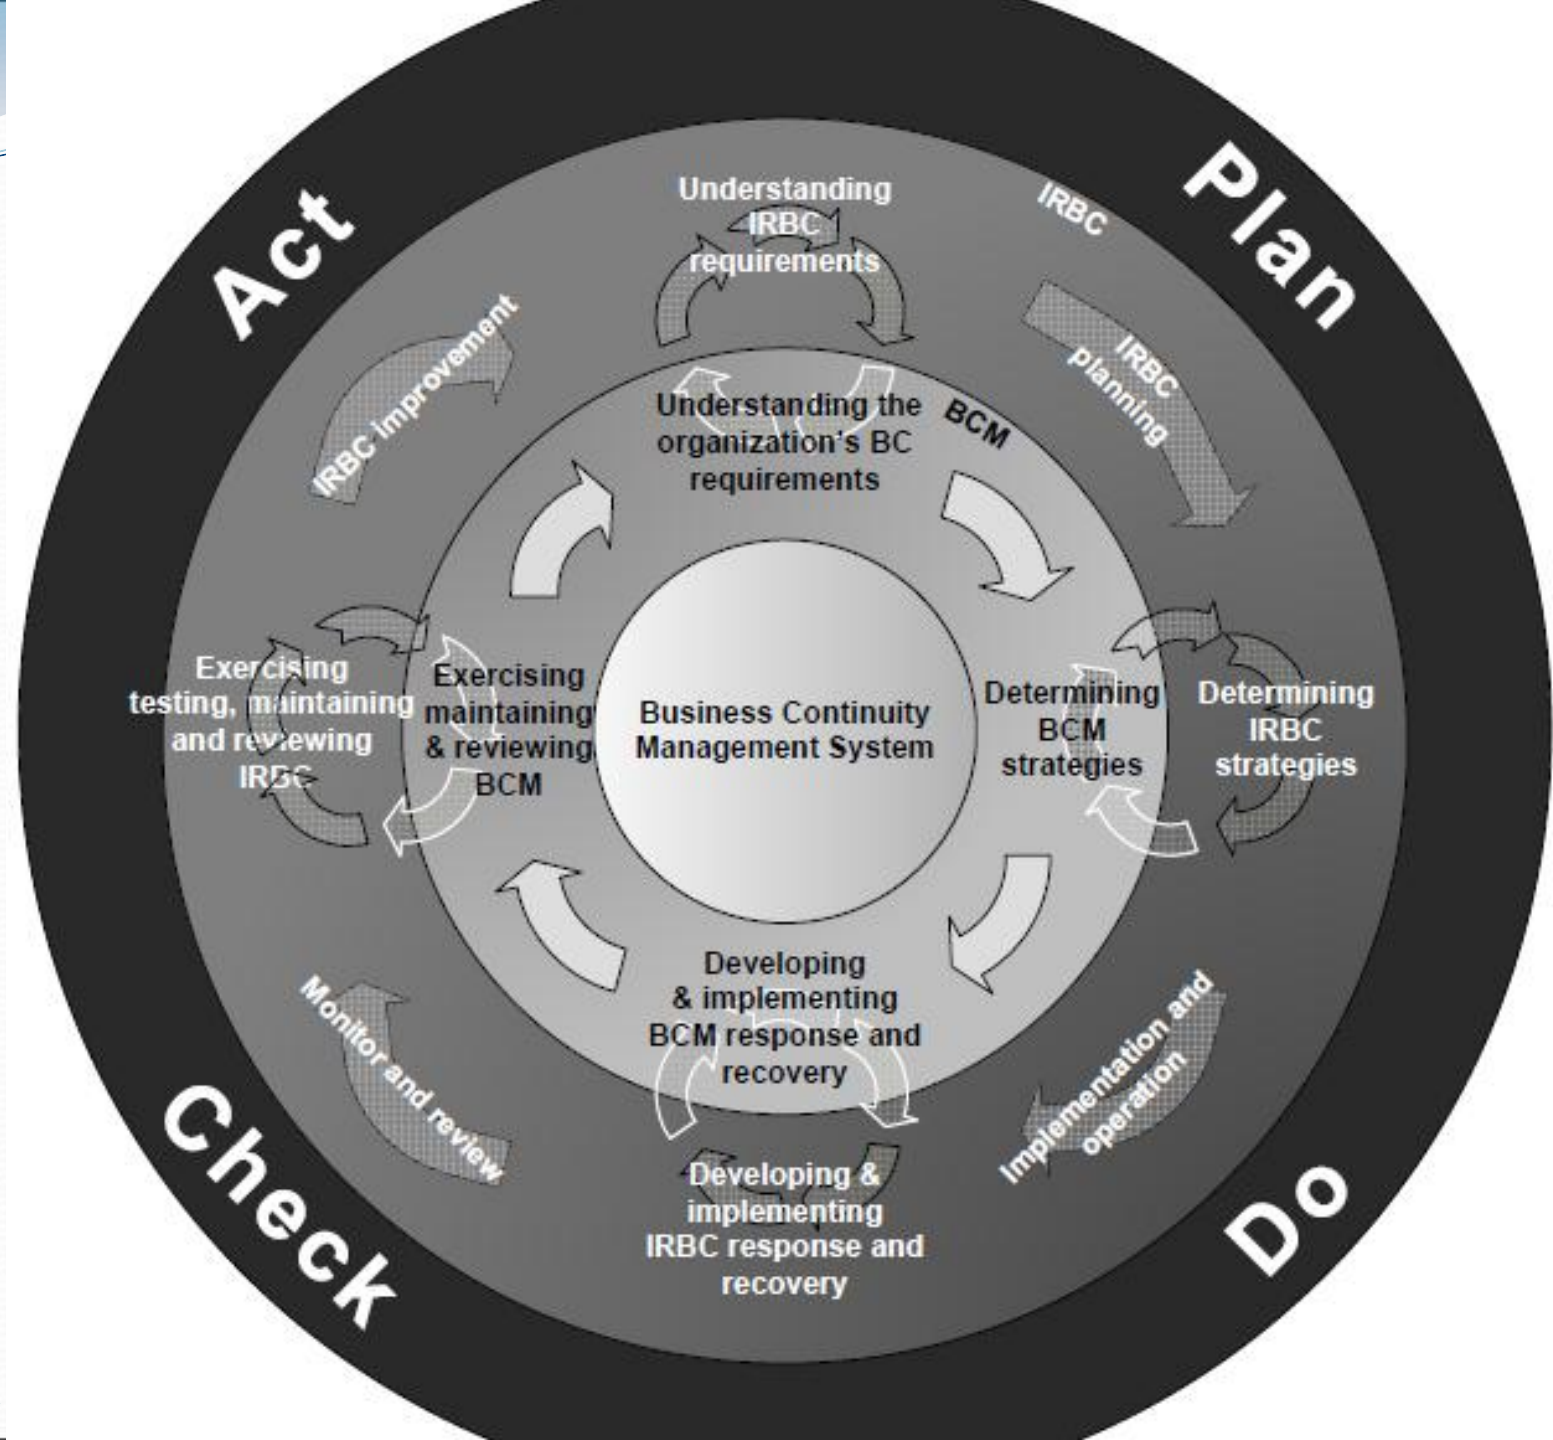 Act
Plan
Understanding
IRBC
requirements
IRBC
IRBC improvement
IRBC
planning
Understanding the
organization's BC
requirements
BCM
Exercising
testing, maintaining
and reviewing
IRBC
Exercising
maintaining
& reviewing
BCM
Business Continuity
Management System
Determining
BCM
strategies
Determining
IRBC
strategies
Developing
& implementing
BCM response and
recovery
Monitor and review
Implementation and
operation
Developing &
implementing
IRBC response and
recovery
Check
Do